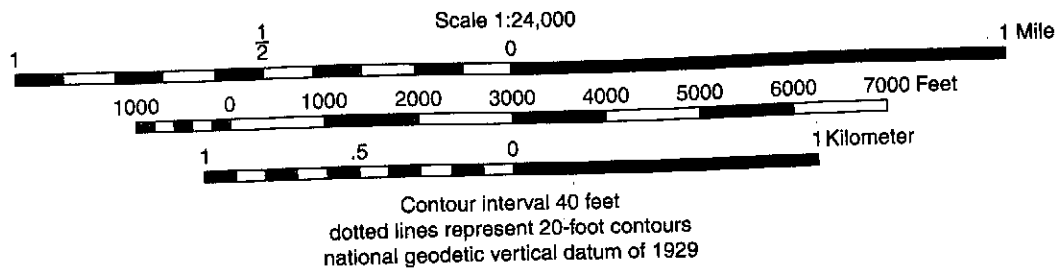 Scale 1:24,000
1 1/2 0 1 Mile
1000 0 1000 2000 3000 4000 5000 6000 7000 Feet
1 .5 0 1 Kilometer
Contour interval 40 feet
dotted lines represent 20-foot contours
national geodetic vertical datum of 1929